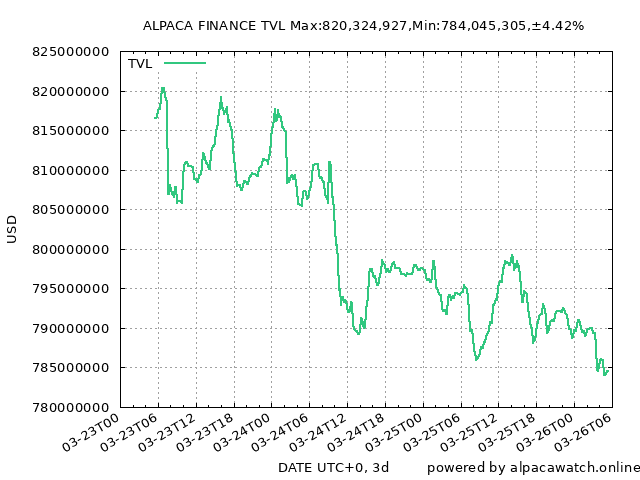 ALPACA FINANCE TVL Max:820,324,927,Min:784,045,305,±4.42%
825000000
820000000
815000000
810000000
805000000
800000000
795000000
790000000
785000000
780000000
USD
TVL
03-23T00
03-23T06
03-23T12
03-23T18
03-24T00
03-24T06
03-24T12
03-24T18
03-25T00
03-25T06
03-25T12
03-25T18
03-26T00
03-26T06
DATE UTC+0, 3d
powered by alpacawatch.online